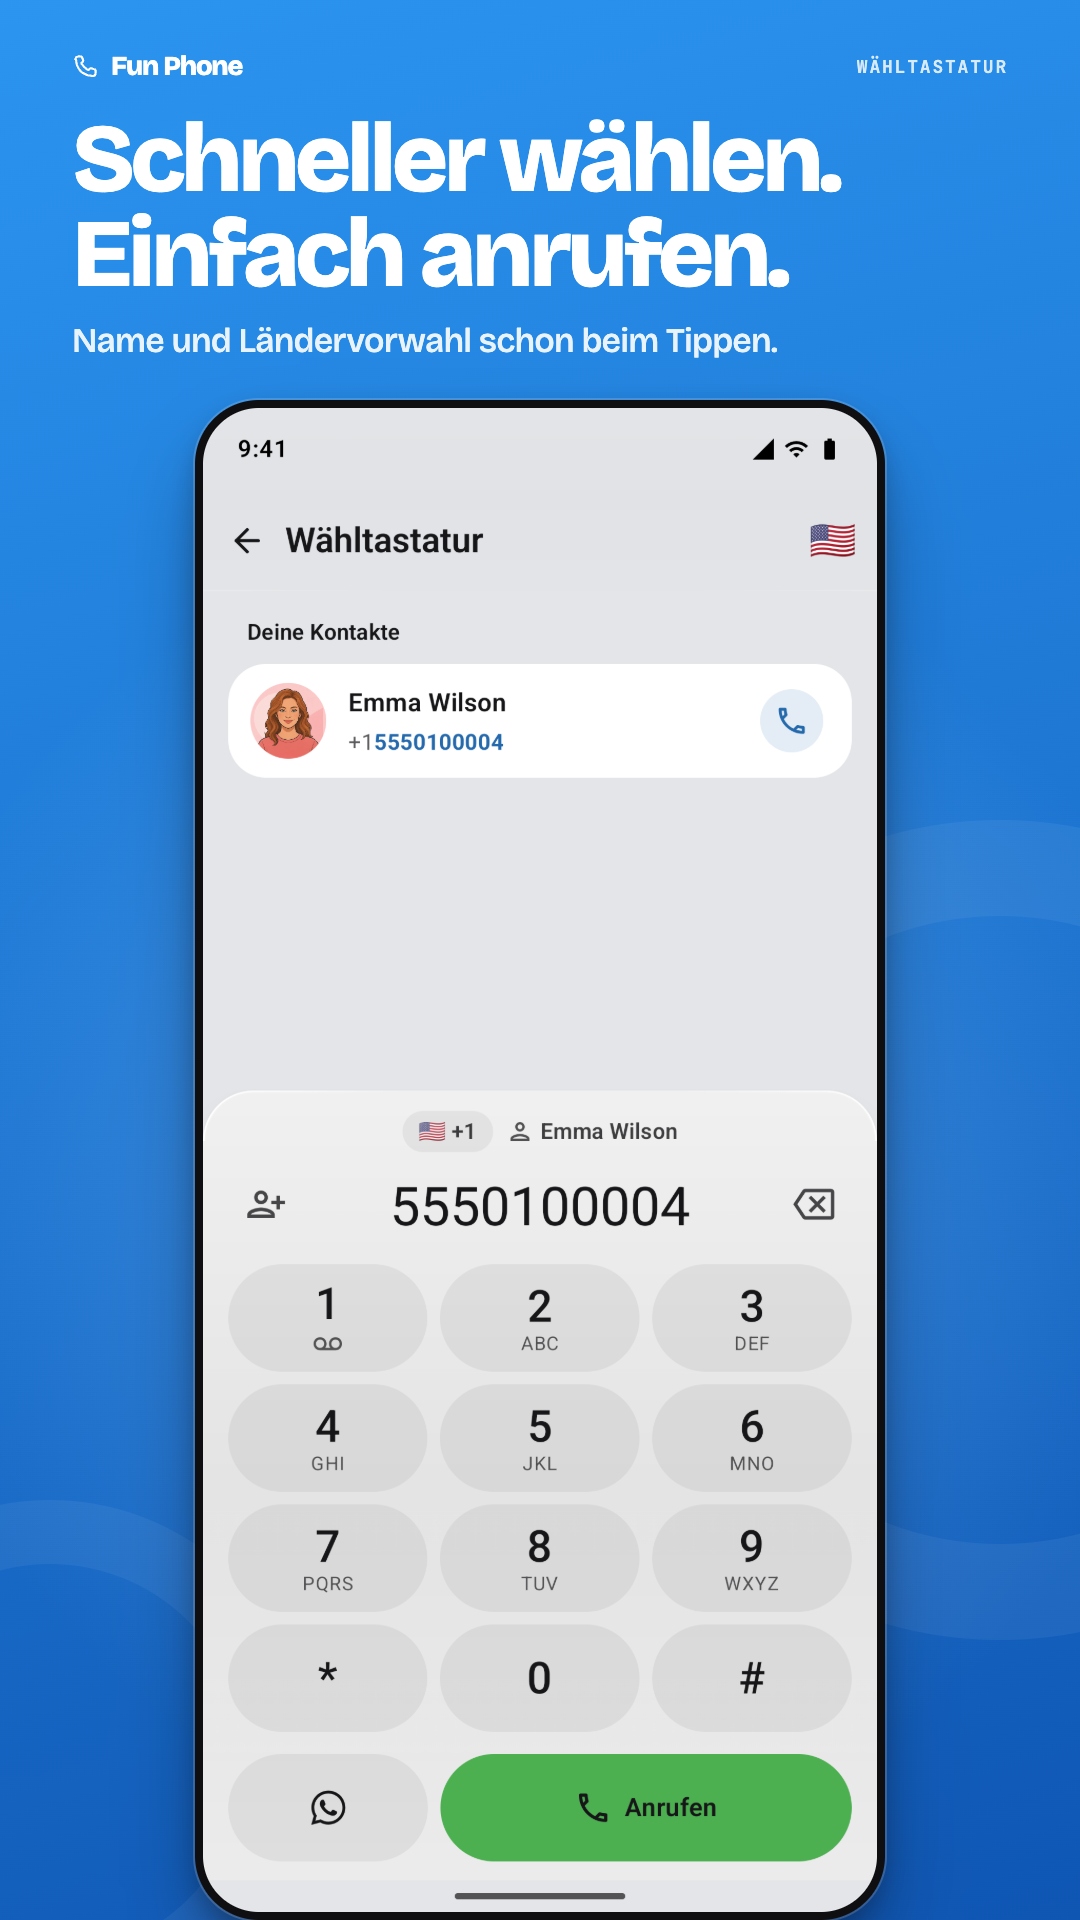 Fun Phone
WÄHLTASTATUR
Schneller wählen.
Einfach anrufen.
Name und Ländervorwahl schon beim Tippen.
9:41
Wähltastatur
Deine Kontakte
Emma Wilson
+15550100004
+1 Emma Wilson
5550100004
1 2 3
ABC DEF
4 5 6
GHI JKL MNO
7 8 9
PQRS TUV WXYZ
* 0 #
Anrufen